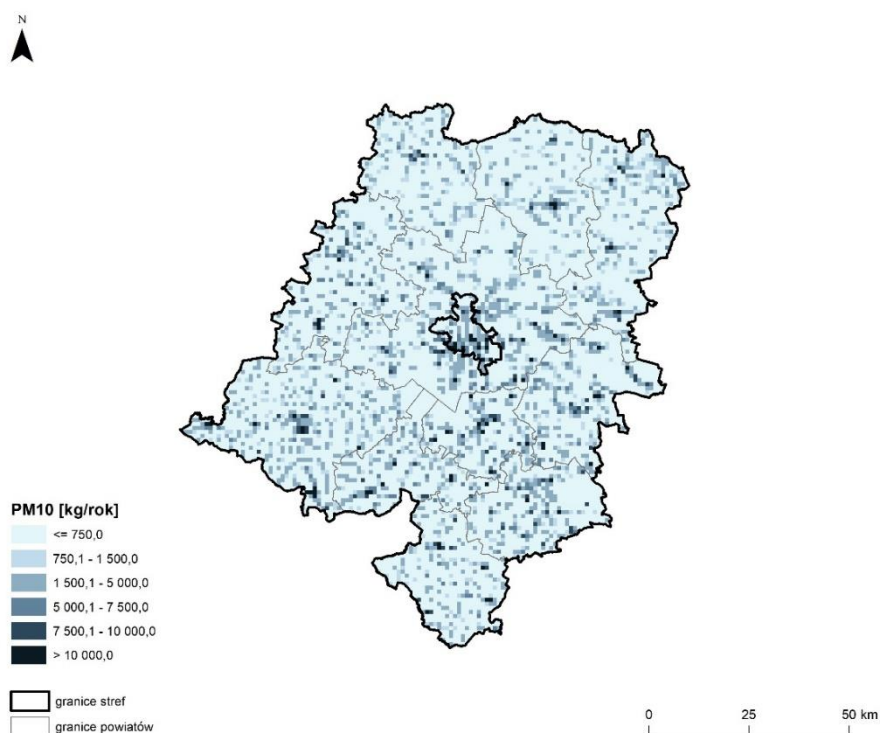 N
PM10 [kg/rok]
<= 750,0
750,1 - 1 500,0
1 500,1 - 5 000,0
5 000,1 - 7 500,0
7 500,1 - 10 000,0
> 10 000,0
granice stref
granice powiatów
0 25 50 km